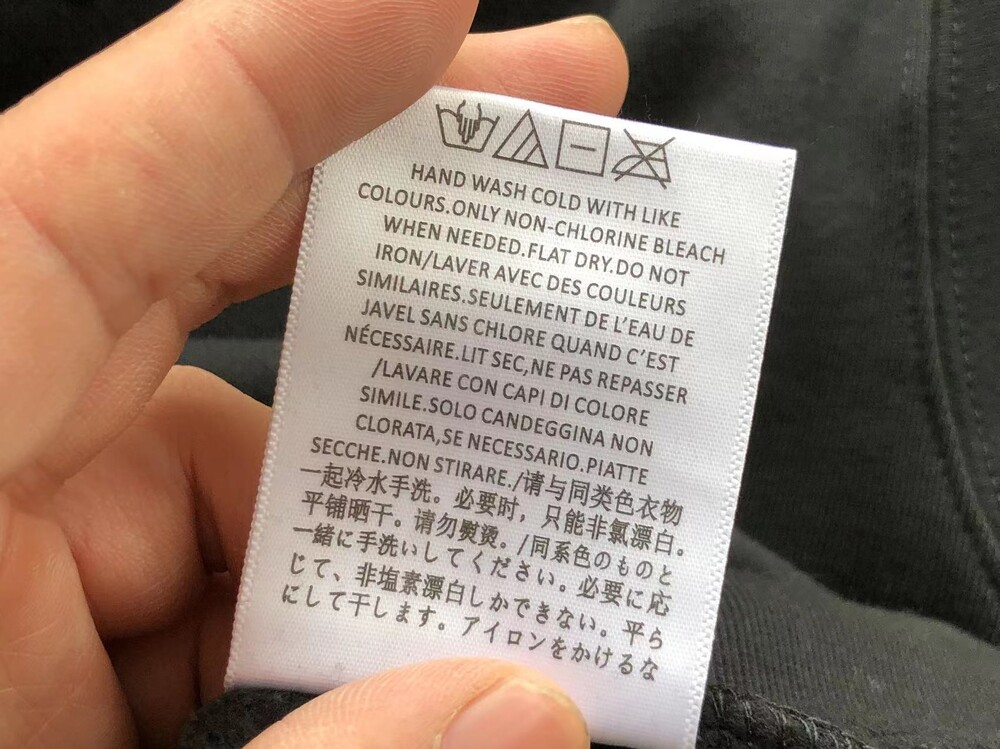 HAND WASH COLD WITH LIKE
COLOURS.ONLY NON-CHLORINE BLEACH
WHEN NEEDED.FLAT DRY.DO NOT
IRON/LAVER AVEC DES COULEURS
SIMILAIRES.SEULEMENT DE L'EAU DE
JAVEL SANS CHLORE QUAND C'EST
NÉCESSAIRE.LIT SEC,NE PAS REPASSER
/LAVARE CON CAPI DI COLORE
SIMILE.SOLO CANDEGGINA NON
CLORATA,SE NECESSARIO.PIATTE
SECCHE.NON STIRARE./请与同类色衣物
一起冷水手洗。必要时，只能非氯漂白。
平铺晒干。请勿熨烫。/同系色のものと
一緒に手洗いしてください。必要に応
じて、非塩素漂白しかできない。平ら
にして干します。アイロンをかけるな